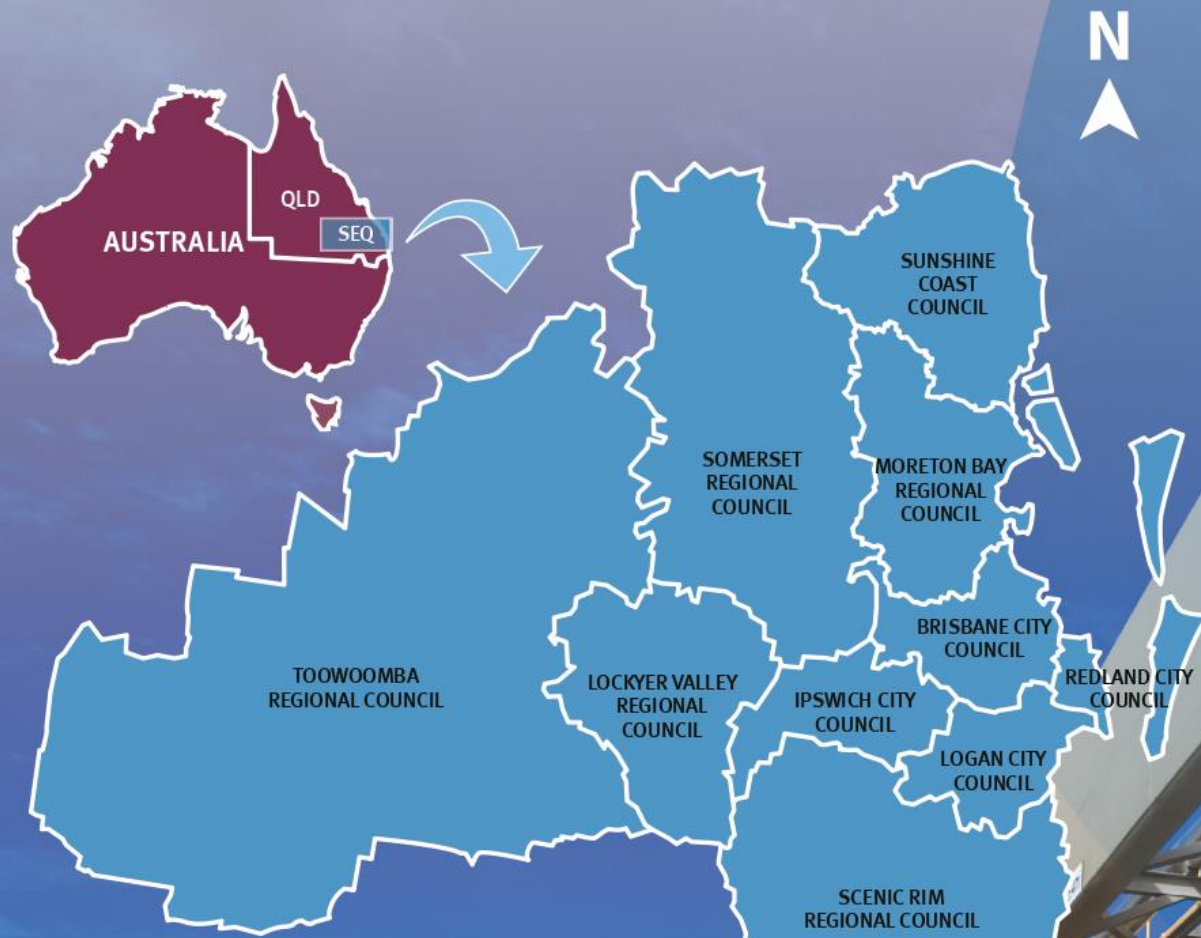 N
QLD
SEQ
AUSTRALIA
SUNSHINE
COAST
COUNCIL
SOMERSET
REGIONAL
COUNCIL
MORETON BAY
REGIONAL
COUNCIL
BRISBANE CITY
COUNCIL
REDLAND CITY
COUNCIL
TOOWOOMBA
REGIONAL COUNCIL
LOCKYER VALLEY
REGIONAL
COUNCIL
IPSWICH CITY
COUNCIL
LOGAN CITY
COUNCIL
SCENIC RIM
REGIONAL COUNCIL